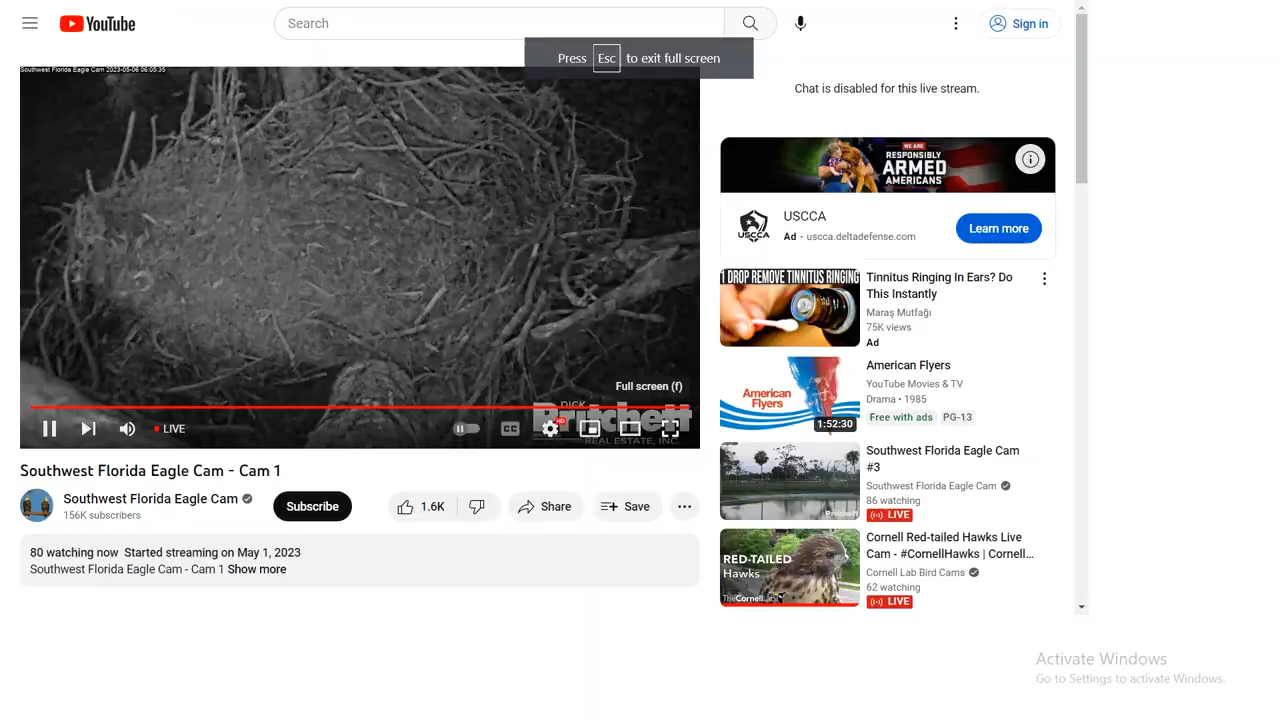 YouTube
Search
Sign in
Press Esc to exit full screen
Southwest Florida Eagle Cam 2023-05-06 06:05:35
Chat is disabled for this live stream.
WE ARE
RESPONSIBLY
ARMED
AMERICANS
USCCA
USCCA
Ad · uscca.deltadefense.com
Learn more
1 DROP REMOVE TINNITUS RINGING
Tinnitus Ringing In Ears? Do
This Instantly
Maraş Mutfağı
75K views
Ad
American
Flyers
1:52:30
American Flyers
YouTube Movies & TV
Drama • 1985
Free with ads PG-13
Full screen (f)
DICK
Pritchett
REAL ESTATE, INC.
LIVE
CC
HD
Southwest Florida Eagle Cam - Cam 1
Southwest Florida Eagle Cam
156K subscribers
Subscribe
1.6K
Share
Save
80 watching now Started streaming on May 1, 2023
Southwest Florida Eagle Cam - Cam 1 Show more
Pritchett
Southwest Florida Eagle Cam
#3
Southwest Florida Eagle Cam
86 watching
LIVE
RED-TAILED
Hawks
TheCornellLab
Cornell Red-tailed Hawks Live
Cam - #CornellHawks | Cornell…
Cornell Lab Bird Cams
62 watching
LIVE
Activate Windows
Go to Settings to activate Windows.